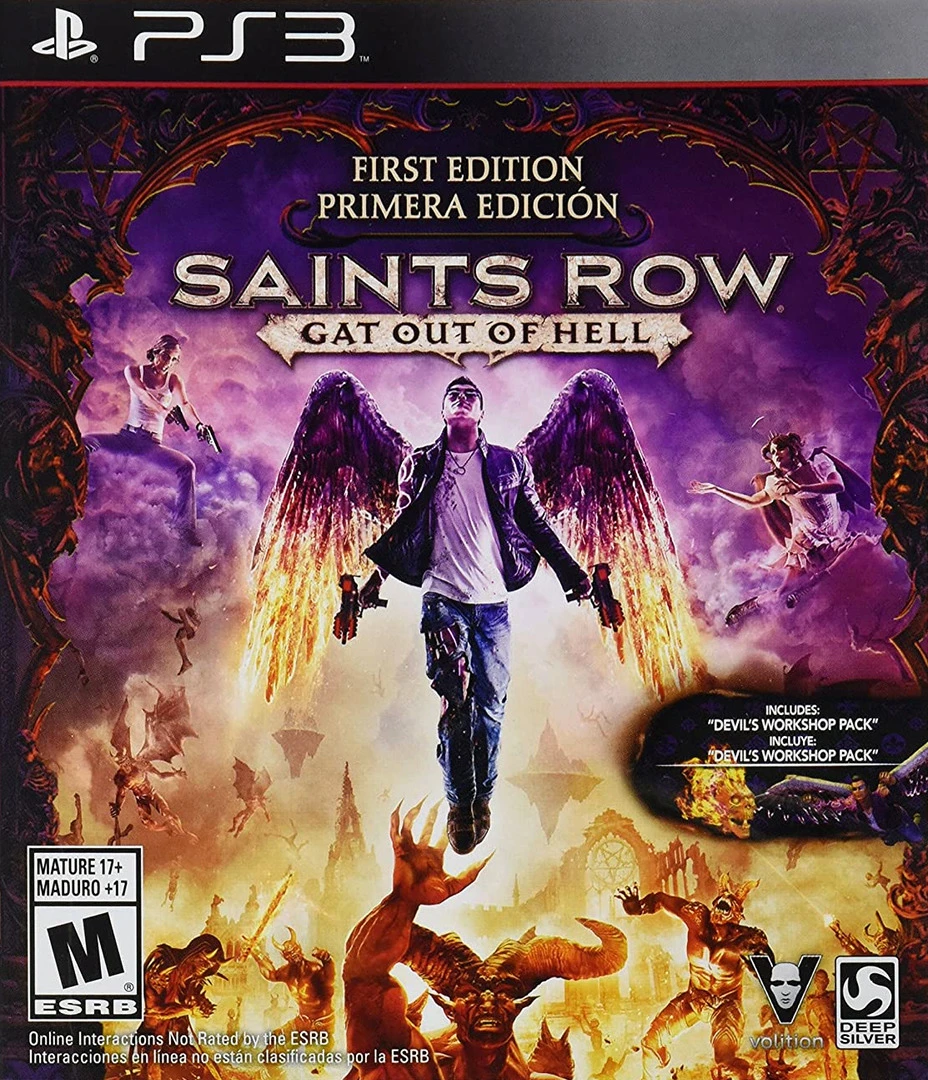 PS3™
FIRST EDITION
PRIMERA EDICIÓN
SAINTS ROW®
GAT OUT OF HELL
INCLUDES:
"DEVIL'S WORKSHOP PACK"
INCLUYE:
"DEVIL'S WORKSHOP PACK"
MATURE 17+
MADURO +17
M®
ESRB
Online Interactions Not Rated by the ESRB
Interacciones en línea no están clasificadas por la ESRB
volition
DEEP
SILVER